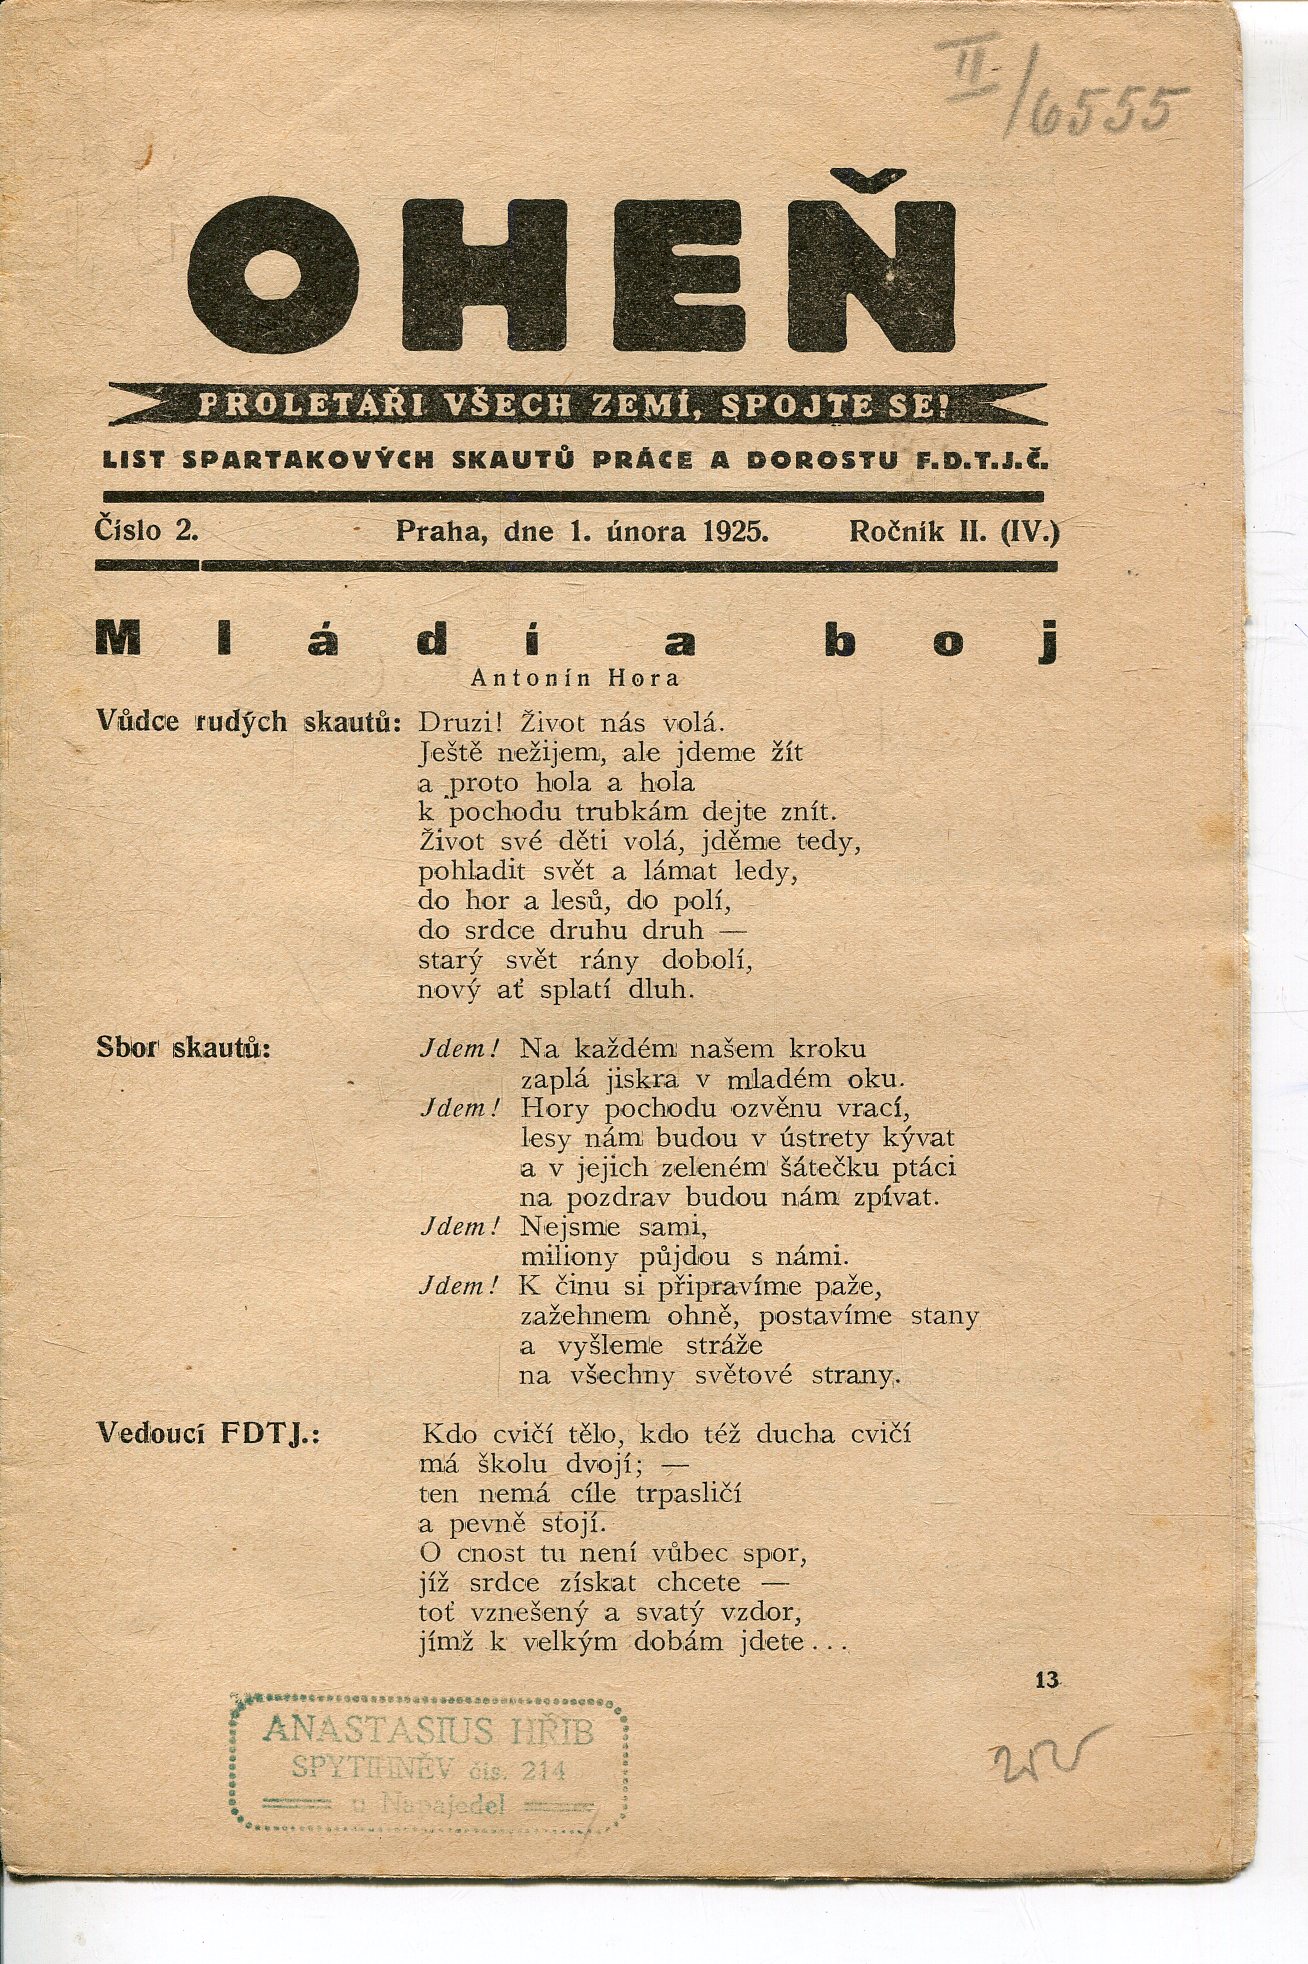 II./6555
OHEŇ
PROLETÁŘI VŠECH ZEMÍ, SPOJTE SE!
LIST SPARTAKOVÝCH SKAUTŮ PRÁCE A DOROSTU F.D.T.J.Č.
Číslo 2. Praha, dne 1. února 1925. Ročník II. (IV.)
Mládí a boj
Antonín Hora
Vůdce rudých skautů: Druzi! Život nás volá.
Ještě nežijem, ale jdeme žít
a proto hola a hola
k pochodu trubkám dejte znít.
Život své děti volá, jděme tedy,
pohladit svět a lámat ledy,
do hor a lesů, do polí,
do srdce druhu druh —
starý svět rány dobolí,
nový ať splatí dluh.
Sbor skautů: Jdem! Na každém našem kroku
zaplá jiskra v mladém oku.
Jdem! Hory pochodu ozvěnu vrací,
lesy nám budou v ústrety kývat
a v jejich zeleném šátečku ptáci
na pozdrav budou nám zpívat.
Jdem! Nejsme sami,
miliony půjdou s námi.
Jdem! K činu si připravíme paže,
zažehnem ohně, postavíme stany
a vyšleme stráže
na všechny světové strany.
Vedoucí FDTJ.: Kdo cvičí tělo, kdo též ducha cvičí
má školu dvojí; —
ten nemá cíle trpasličí
a pevně stojí.
O cnost tu není vůbec spor,
jíž srdce získat chcete —
toť vznešený a svatý vzdor,
jímž k velkým dobám jdete...
13
ANASTASIUS HŘIB
SPYTIHNĚV čís. 214
u Napajedel